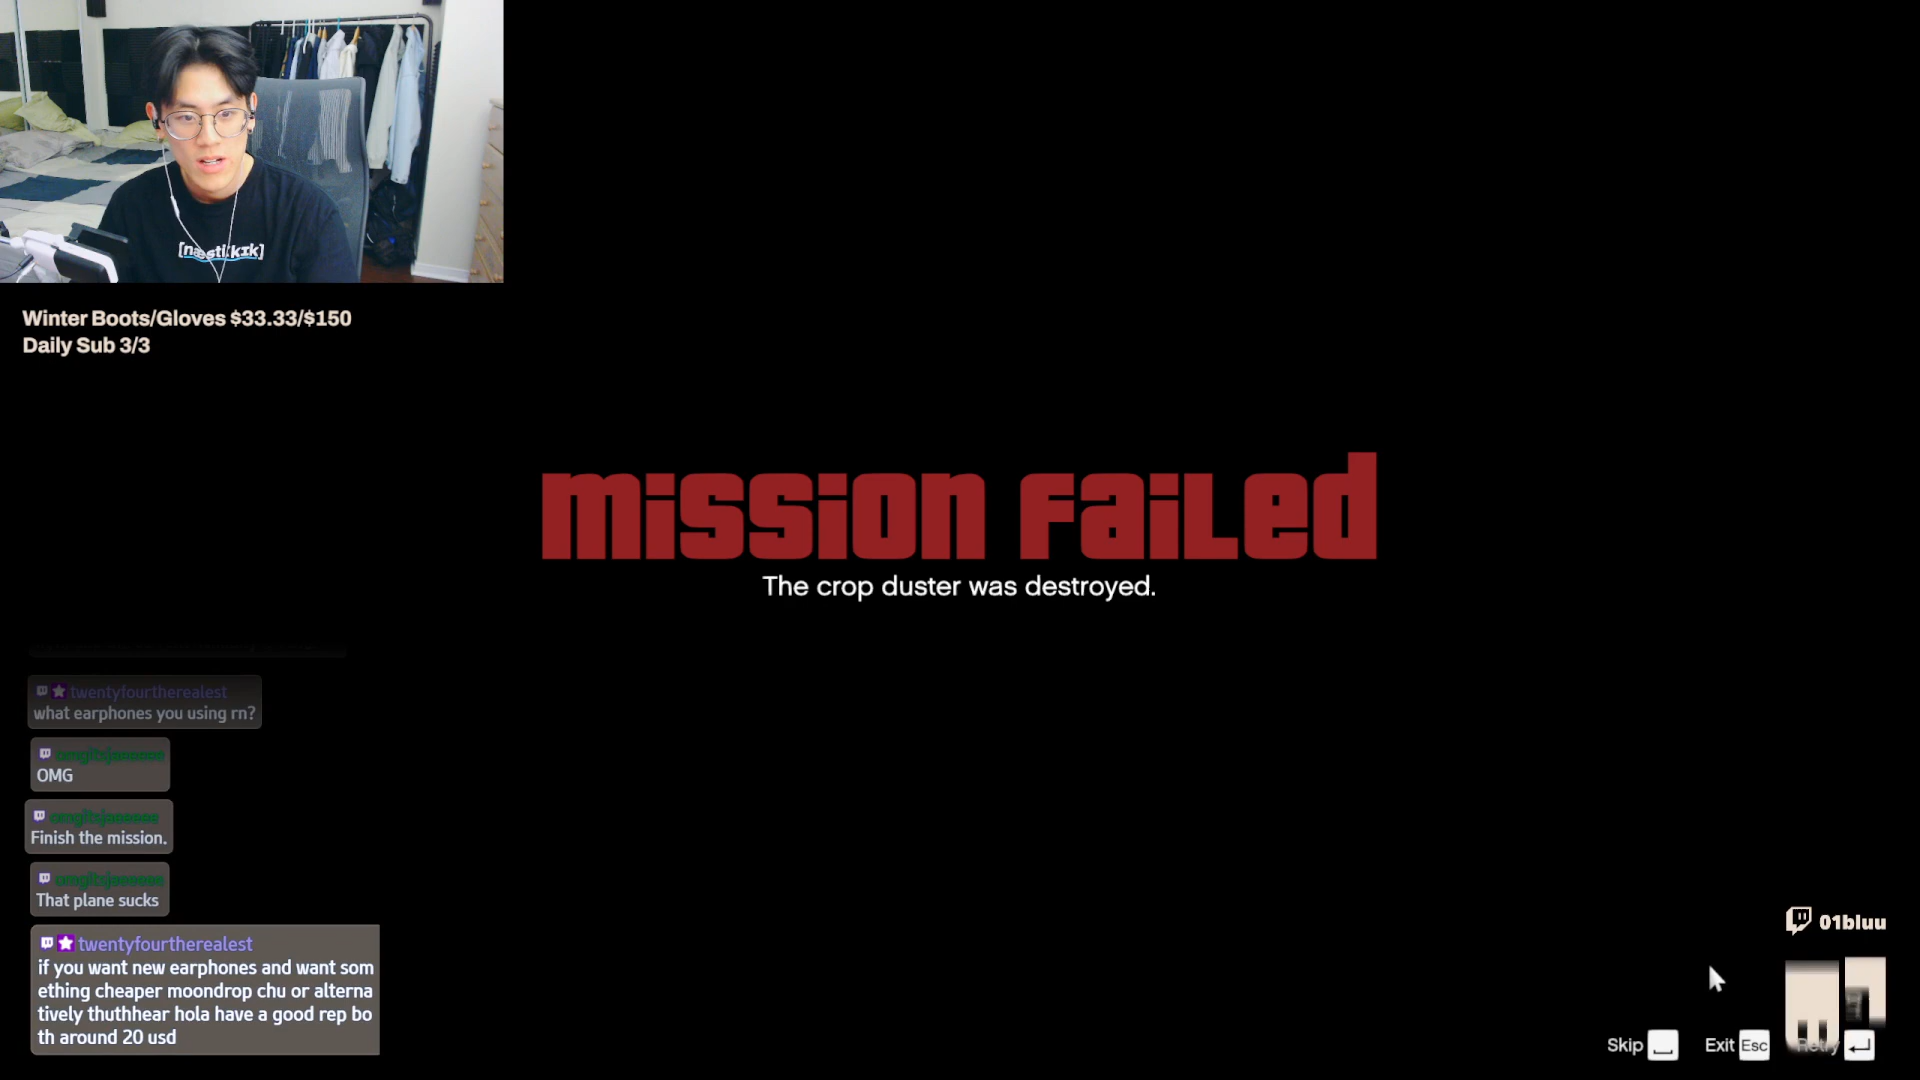 Winter Boots/Gloves $33.33/$150
Daily Sub 3/3
mission failed
The crop duster was destroyed.
twentyfourtherealest
what earphones you using rn?
OMG
Finish the mission.
That plane sucks
twentyfourtherealest
if you want new earphones and want som
ething cheaper moondrop chu or alterna
tively thuthhear hola have a good rep bo
th around 20 usd
01bluu
Skip Exit Esc Retry